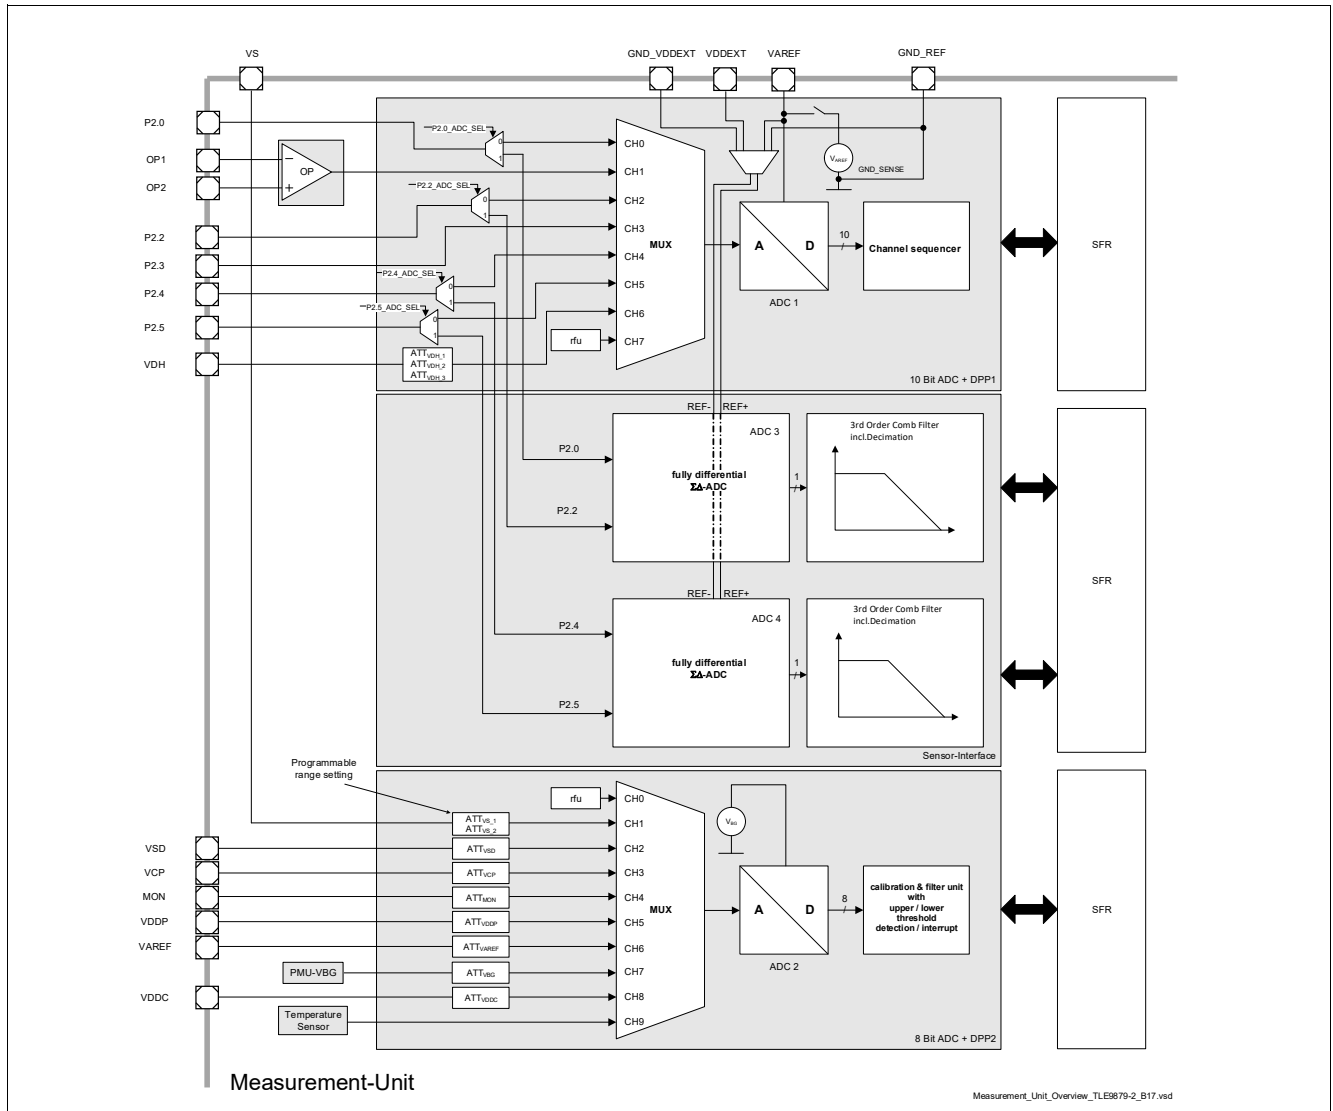 VS
GND_VDDEXT
VDDEXT
VAREF
GND_REF
P2.0
P2.0_ADC_SEL
0
1
CH0
OP1
OP
OP2
CH1
P2.2_ADC_SEL
0
1
CH2
P2.2
CH3
P2.3
MUX
CH4
P2.4_ADC_SEL
0
1
P2.4
CH5
P2.5_ADC_SEL
0
1
P2.5
CH6
rfu
CH7
VDH
ATTVDH_1
ATTVDH_2
ATTVDH_3
VAREF
GND_SENSE
A
D
10
Channel sequencer
ADC 1
10 Bit ADC + DPP1
SFR
REF-
REF+
ADC 3
P2.0
fully differential
ΣΔ-ADC
P2.2
1
3rd Order Comb Filter
incl.Decimation
REF-
REF+
ADC 4
P2.4
fully differential
ΣΔ-ADC
P2.5
1
3rd Order Comb Filter
incl.Decimation
Sensor-Interface
SFR
Programmable
range setting
rfu
CH0
ATTVS_1
ATTVS_2
CH1
VSD
ATTVSD
CH2
VCP
ATTVCP
CH3
MON
ATTMON
CH4
VDDP
ATTVDDP
CH5
MUX
VAREF
ATTVAREF
CH6
PMU-VBG
ATTVBG
CH7
VDDC
ATTVDDC
CH8
Temperature
Sensor
CH9
VBG
A
D
8
ADC 2
calibration & filter unit
with
upper / lower
threshold
detection / interrupt
8 Bit ADC + DPP2
SFR
Measurement-Unit
Measurement_Unit_Overview_TLE9879-2_B17.vsd